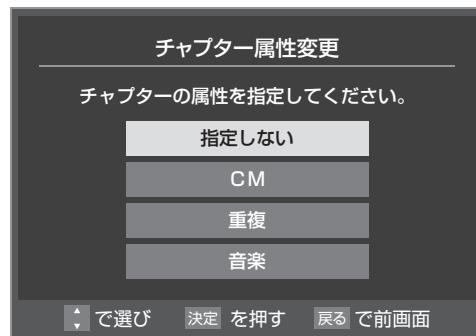 チャプター属性変更
チャプターの属性を指定してください。
指定しない
CM
重複
音楽
で選び 決定 を押す 戻る で前画面